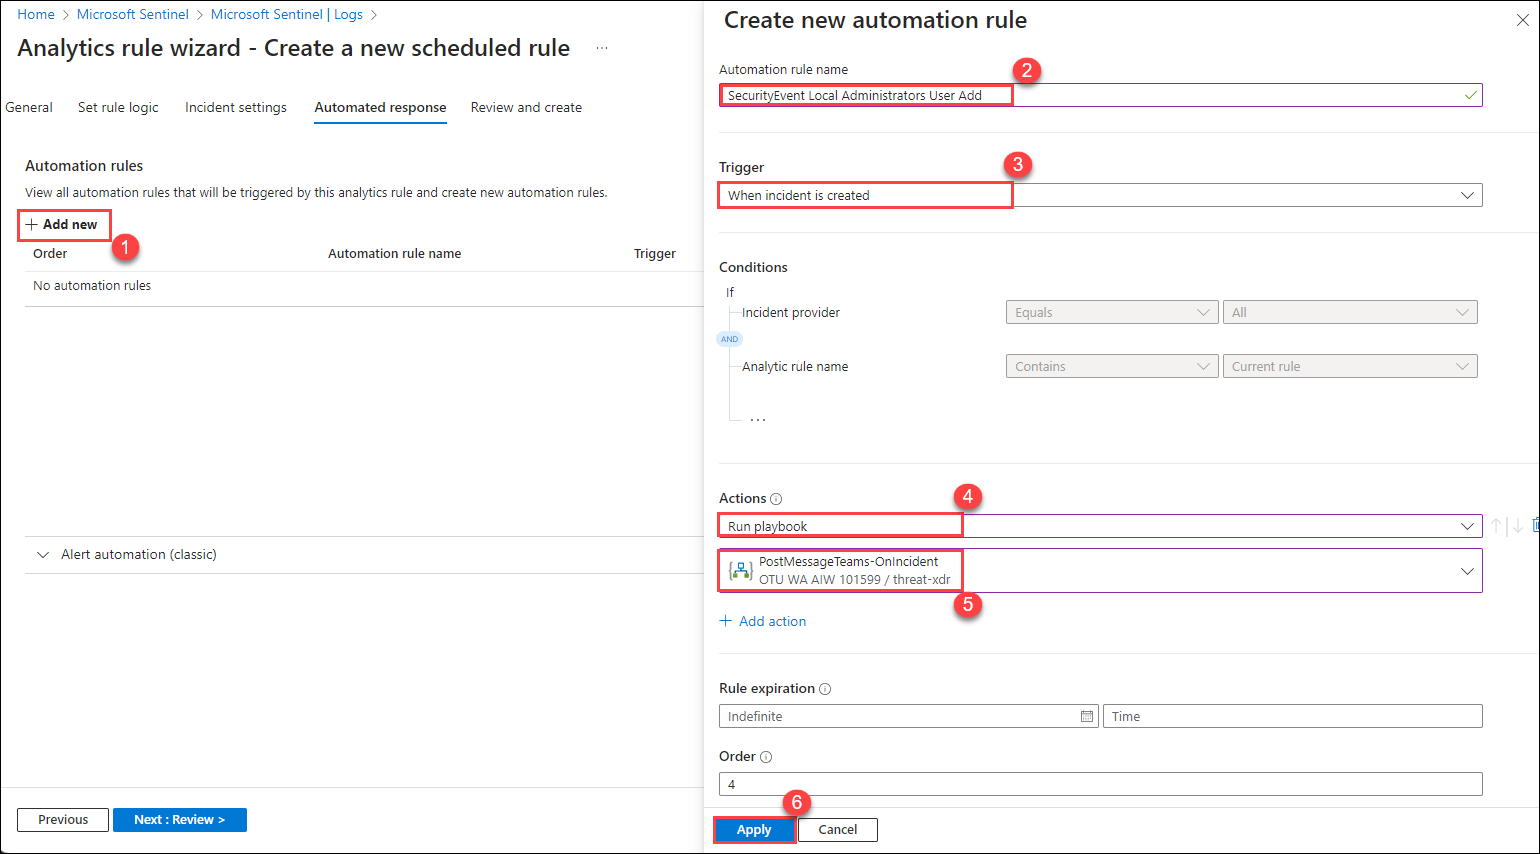 Home > Microsoft Sentinel > Microsoft Sentinel | Logs >
Analytics rule wizard - Create a new scheduled rule ...
General Set rule logic Incident settings Automated response Review and create
Automation rules
View all automation rules that will be triggered by this analytics rule and create new automation rules.
+ Add new
1
Order Automation rule name Trigger
No automation rules
Alert automation (classic)
Previous Next : Review >
Create new automation rule
Automation rule name
2
SecurityEvent Local Administrators User Add
Trigger
3
When incident is created
Conditions
If
Incident provider Equals All
AND
Analytic rule name Contains Current rule
...
Actions
4
Run playbook
PostMessageTeams-OnIncident
OTU WA AIW 101599 / threat-xdr
5
+ Add action
Rule expiration
Indefinite Time
Order
4
6
Apply Cancel